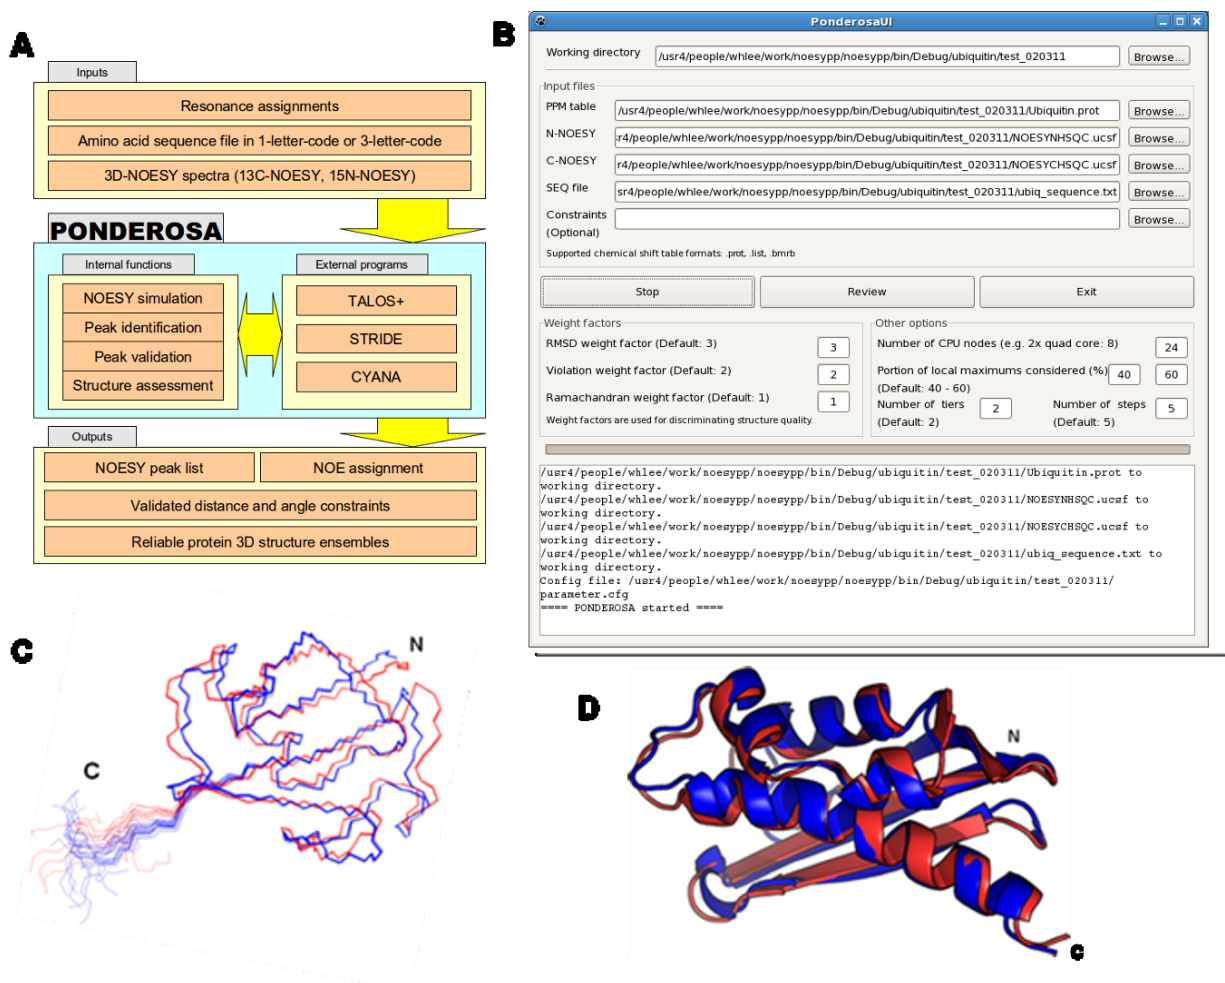 A
Inputs
Resonance assignments
Amino acid sequence file in 1-letter-code or 3-letter-code
3D-NOESY spectra (13C-NOESY, 15N-NOESY)
PONDEROSA
Internal functions
NOESY simulation
Peak identification
Peak validation
Structure assessment
External programs
TALOS+
STRIDE
CYANA
Outputs
NOESY peak list
NOE assignment
Validated distance and angle constraints
Reliable protein 3D structure ensembles
B
PonderosaUI
Working directory
/usr4/people/whlee/work/noesypp/noesypp/bin/Debug/ubiquitin/test_020311
Browse...
Input files
PPM table
/usr4/people/whlee/work/noesypp/noesypp/bin/Debug/ubiquitin/test_020311/Ubiquitin.prot
Browse...
N-NOESY
r4/people/whlee/work/noesypp/noesypp/bin/Debug/ubiquitin/test_020311/NOESYNHSQC.ucsf
Browse...
C-NOESY
r4/people/whlee/work/noesypp/noesypp/bin/Debug/ubiquitin/test_020311/NOESYCHSQC.ucsf
Browse...
SEQ file
sr4/people/whlee/work/noesypp/noesypp/bin/Debug/ubiquitin/test_020311/ubiq_sequence.txt
Browse...
Constraints
(Optional)
Browse...
Supported chemical shift table formats: .prot, .list, .bmrb
Stop
Review
Exit
Weight factors
RMSD weight factor (Default: 3)
3
Violation weight factor (Default: 2)
2
Ramachandran weight factor (Default: 1)
1
Weight factors are used for discriminating structure quality.
Other options
Number of CPU nodes (e.g. 2x quad core: 8)
24
Portion of local maximums considered (%)
40
60
(Default: 40 - 60)
Number of tiers
(Default: 2)
2
Number of steps
(Default: 5)
5
/usr4/people/whlee/work/noesypp/noesypp/bin/Debug/ubiquitin/test_020311/Ubiquitin.prot to
working directory.
/usr4/people/whlee/work/noesypp/noesypp/bin/Debug/ubiquitin/test_020311/NOESYNHSQC.ucsf to
working directory.
/usr4/people/whlee/work/noesypp/noesypp/bin/Debug/ubiquitin/test_020311/NOESYCHSQC.ucsf to
working directory.
/usr4/people/whlee/work/noesypp/noesypp/bin/Debug/ubiquitin/test_020311/ubiq_sequence.txt to
working directory.
Config file: /usr4/people/whlee/work/noesypp/noesypp/bin/Debug/ubiquitin/test_020311/
parameter.cfg
==== PONDEROSA started ====
C
N
C
D
N
C